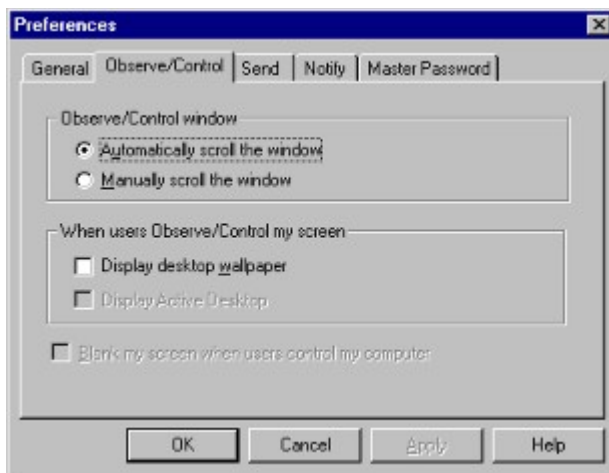 Preferences
General Observe/Control Send Notify Master Password
Observe/Control window
Automatically scroll the window
Manually scroll the window
When users Observe/Control my screen
Display desktop wallpaper
Display Active Desktop
Blank my screen when users control my computer
OK Cancel Apply Help